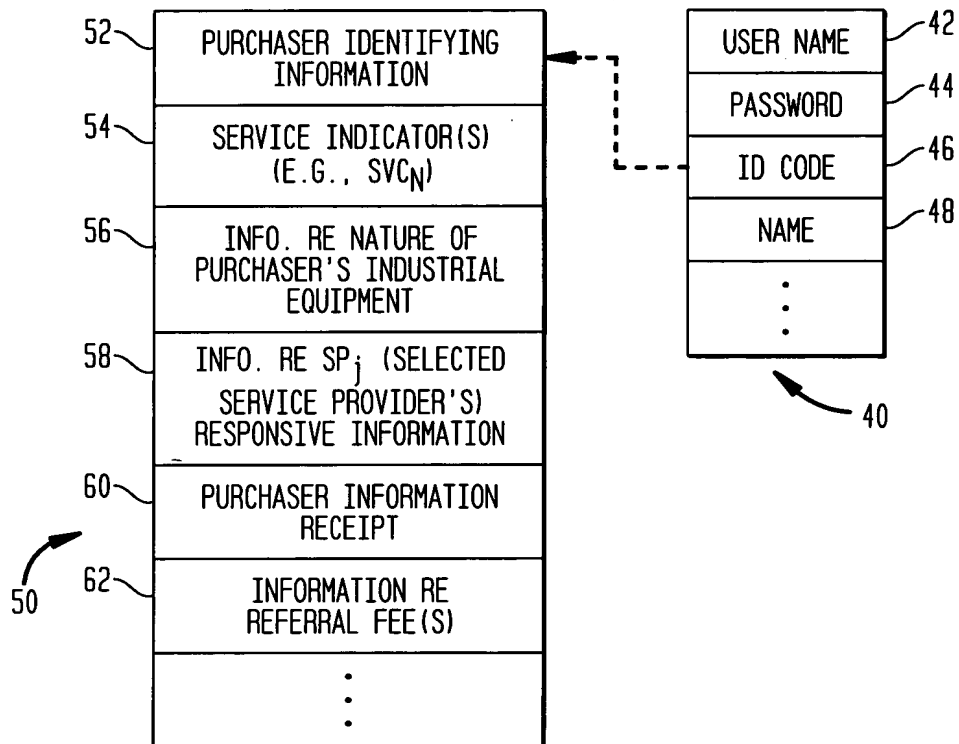 52
PURCHASER IDENTIFYING
INFORMATION
54
SERVICE INDICATOR(S)
(E.G., SVCN)
56
INFO. RE NATURE OF
PURCHASER'S INDUSTRIAL
EQUIPMENT
58
INFO. RE SPj (SELECTED
SERVICE PROVIDER'S)
RESPONSIVE INFORMATION
60
PURCHASER INFORMATION
RECEIPT
50
62
INFORMATION RE
REFERRAL FEE(S)
USER NAME
42
PASSWORD
44
ID CODE
46
NAME
48
40